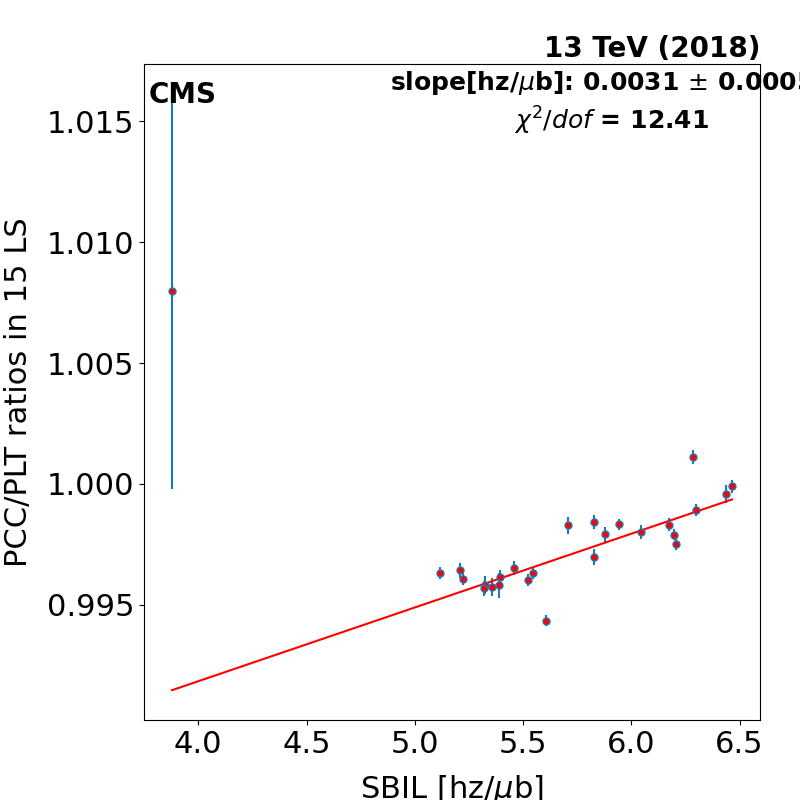 13 TeV (2018)
CMS
slope[hz/μb]: 0.0031 ± 0.0005
χ²/dof = 12.41
1.015
1.010
1.005
1.000
0.995
PCC/PLT ratios in 15 LS
4.0 4.5 5.0 5.5 6.0 6.5
SBIL [hz/μb]